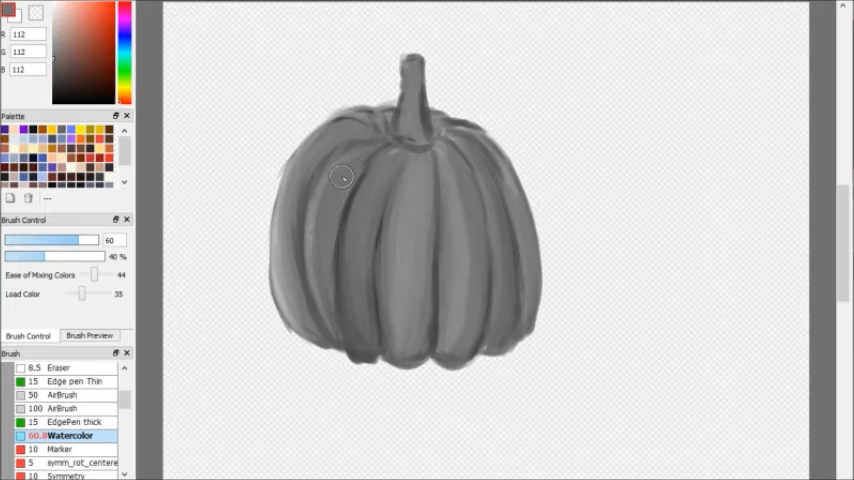 R 112
G 112
B 112
Palette
---
Brush Control
60
40 %
Ease of Mixing Colors 44
Load Color 35
Brush Control Brush Preview
Brush
8.5 Eraser
15 Edge pen Thin
50 AirBrush
100 AirBrush
15 EdgePen thick
60.8 Watercolor
10 Marker
5 symm_rot_centere
10 Symmetry